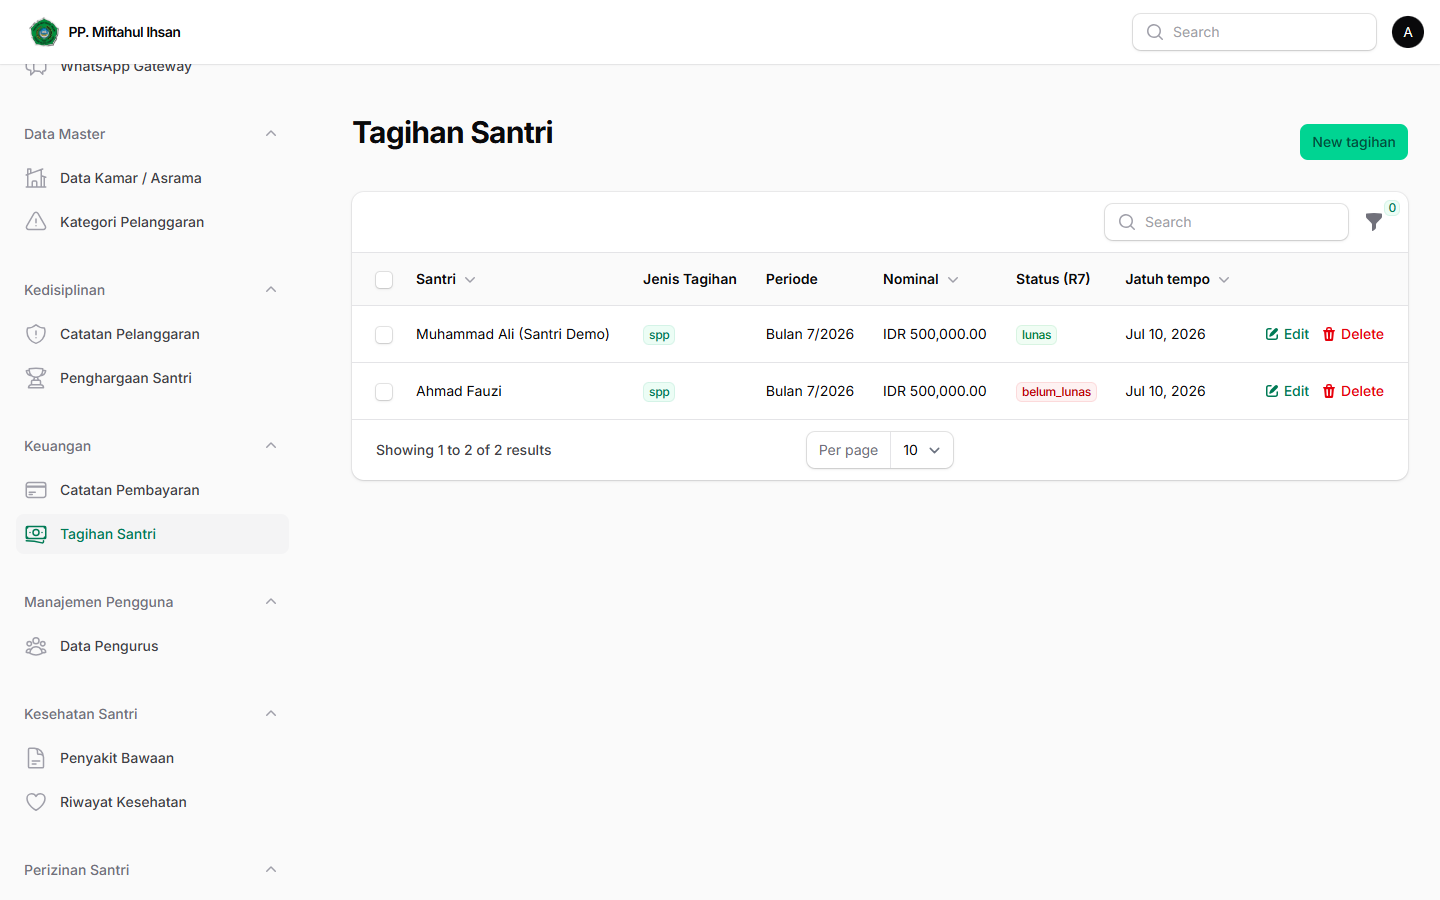 PP. Miftahul Ihsan
Search
A
WhatsApp Gateway
Data Master
Data Kamar / Asrama
Kategori Pelanggaran
Kedisiplinan
Catatan Pelanggaran
Penghargaan Santri
Keuangan
Catatan Pembayaran
Tagihan Santri
Manajemen Pengguna
Data Pengurus
Kesehatan Santri
Penyakit Bawaan
Riwayat Kesehatan
Perizinan Santri
Tagihan Santri
New tagihan
Search
0
Santri Jenis Tagihan Periode Nominal Status (R7) Jatuh tempo
Muhammad Ali (Santri Demo) spp Bulan 7/2026 IDR 500,000.00 lunas Jul 10, 2026 Edit Delete
Ahmad Fauzi spp Bulan 7/2026 IDR 500,000.00 belum_lunas Jul 10, 2026 Edit Delete
Showing 1 to 2 of 2 results Per page 10